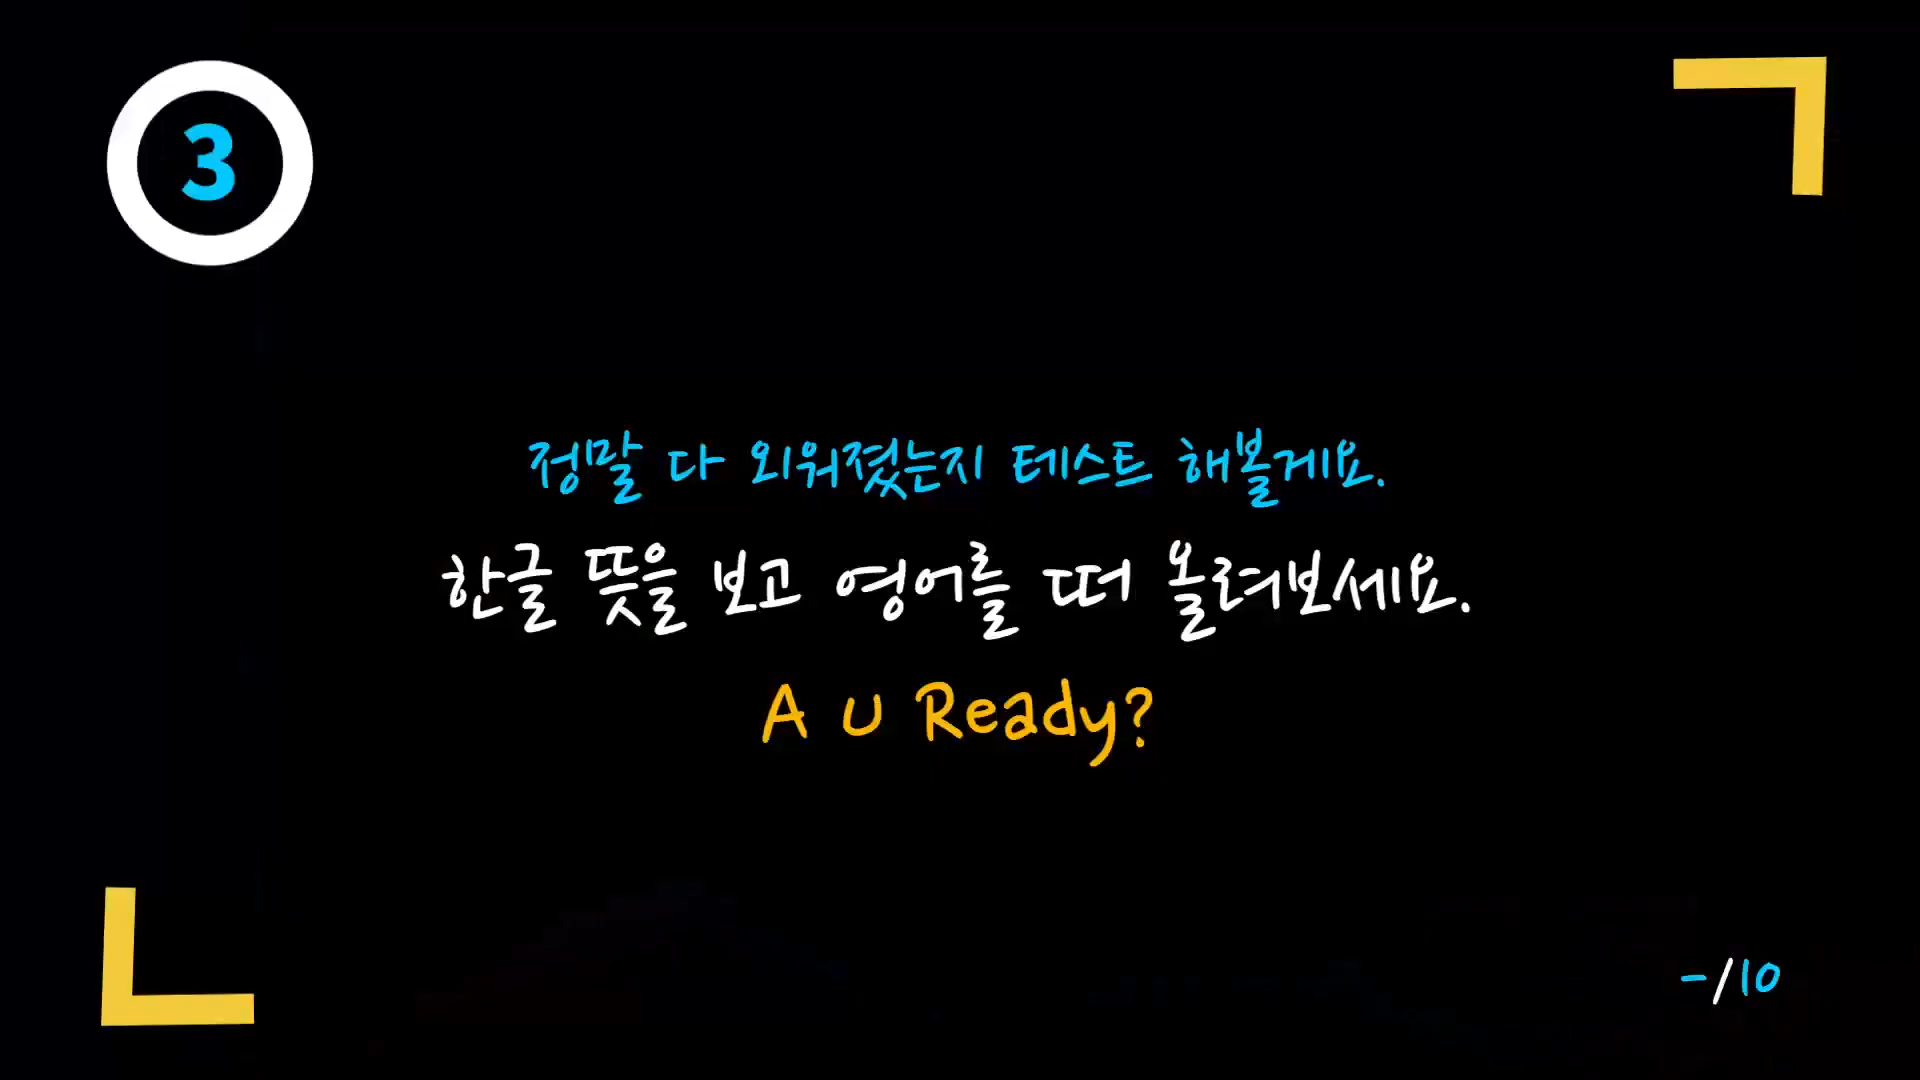 3
정말 다 외워졌는지 테스트 해볼게요.
한글 뜻을 보고 영어를 떠 올려보세요.
A U Ready?
-/10